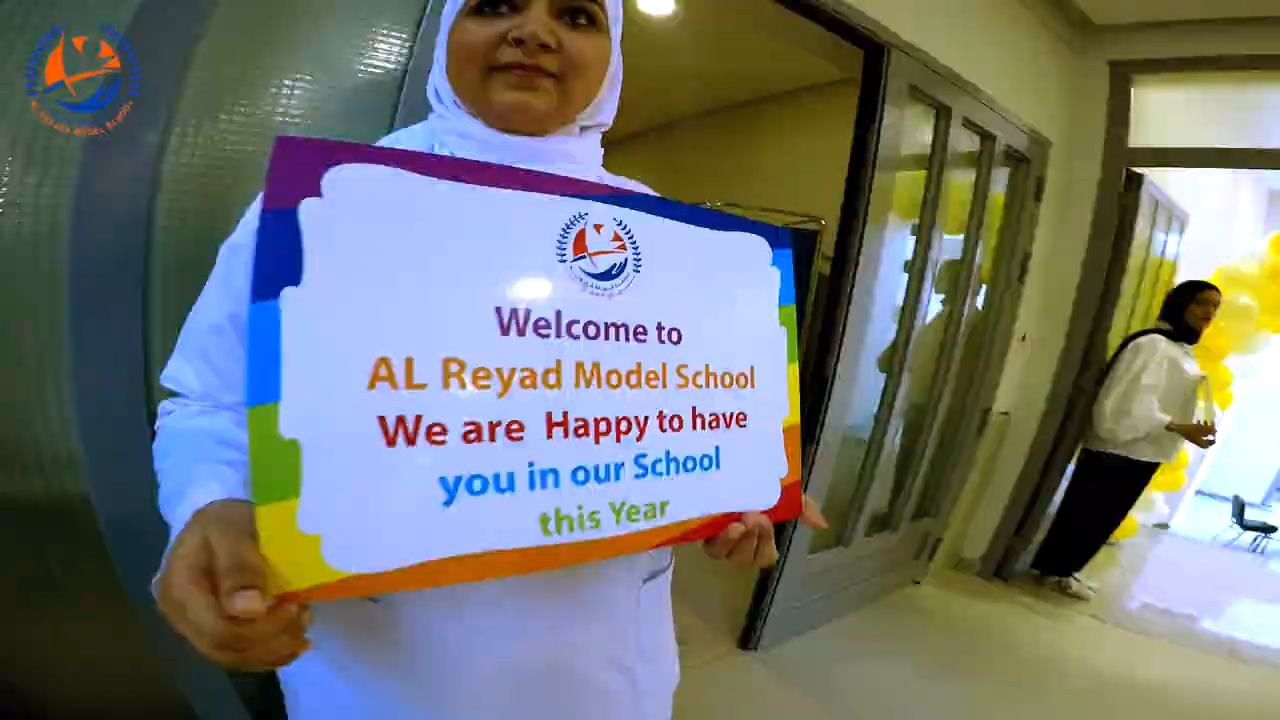 Welcome to
AL Reyad Model School
We are Happy to have
you in our School
this Year